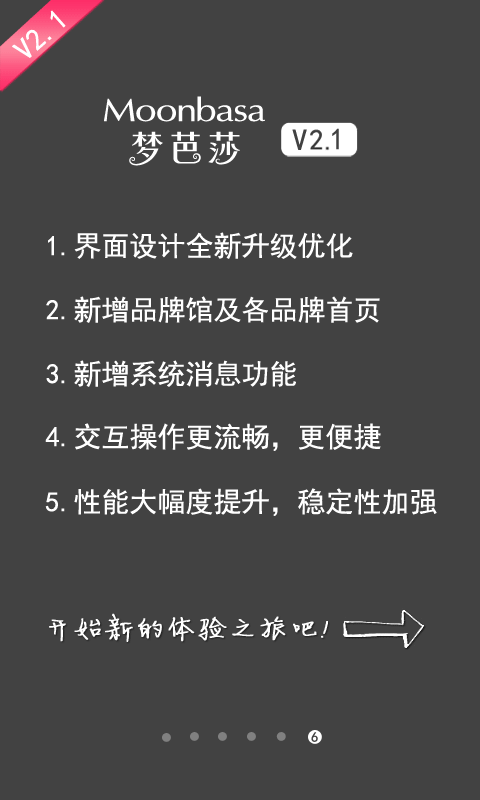 V2.1
Moonbasa
梦芭莎 V2.1
1.界面设计全新升级优化
2.新增品牌馆及各品牌首页
3.新增系统消息功能
4.交互操作更流畅，更便捷
5.性能大幅度提升，稳定性加强
开始新的体验之旅吧!
6